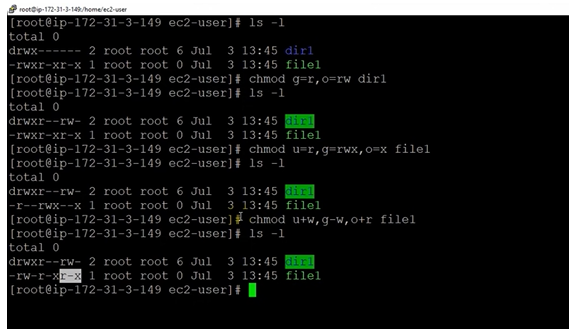 root@ip-172-31-3-149:/home/ec2-user
[root@ip-172-31-3-149 ec2-user]# ls -l
total 0
drwx------ 2 root root 6 Jul  3 13:45 dir1
-rwxr-xr-x 1 root root 0 Jul  3 13:45 file1
[root@ip-172-31-3-149 ec2-user]# chmod g=r,o=rw dir1
[root@ip-172-31-3-149 ec2-user]# ls -l
total 0
drwxr--rw- 2 root root 6 Jul  3 13:45 dir1
-rwxr-xr-x 1 root root 0 Jul  3 13:45 file1
[root@ip-172-31-3-149 ec2-user]# chmod u=r,g=rwx,o=x file1
[root@ip-172-31-3-149 ec2-user]# ls -l
total 0
drwxr--rw- 2 root root 6 Jul  3 13:45 dir1
-r--rwx--x 1 root root 0 Jul  3 13:45 file1
[root@ip-172-31-3-149 ec2-user]# chmod u+w,g-w,o+r file1
[root@ip-172-31-3-149 ec2-user]# ls -l
total 0
drwxr--rw- 2 root root 6 Jul  3 13:45 dir1
-rw-r-xr-x 1 root root 0 Jul  3 13:45 file1
[root@ip-172-31-3-149 ec2-user]#